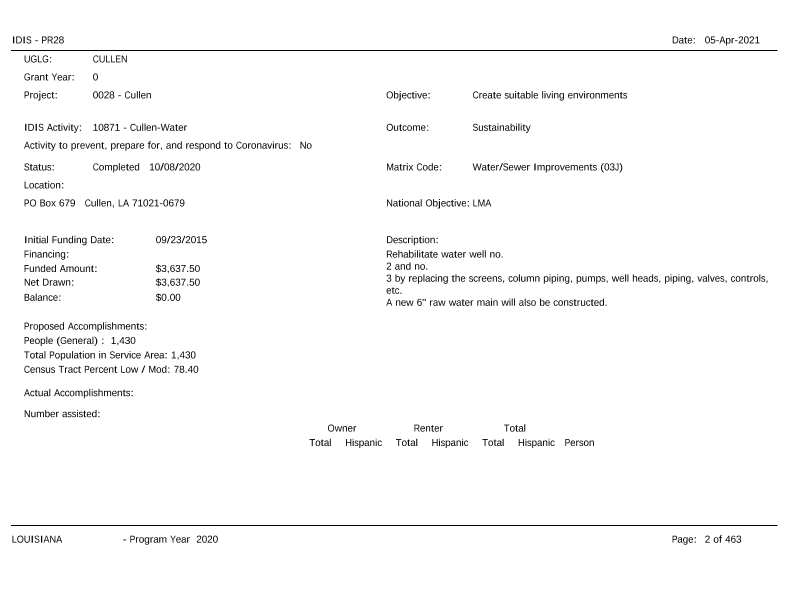 IDIS - PR28 Date: 05-Apr-2021
UGLG: CULLEN
Grant Year: 0
Project: 0028 - Cullen Objective: Create suitable living environments
IDIS Activity: 10871 - Cullen-Water Outcome: Sustainability
Activity to prevent, prepare for, and respond to Coronavirus: No
Status: Completed 10/08/2020 Matrix Code: Water/Sewer Improvements (03J)
Location:
PO Box 679 Cullen, LA 71021-0679 National Objective: LMA
Initial Funding Date: 09/23/2015
Financing:
Funded Amount: $3,637.50
Net Drawn: $3,637.50
Balance: $0.00
Description:
Rehabilitate water well no.
2 and no.
3 by replacing the screens, column piping, pumps, well heads, piping, valves, controls,
etc.
A new 6" raw water main will also be constructed.
Proposed Accomplishments:
People (General) : 1,430
Total Population in Service Area: 1,430
Census Tract Percent Low / Mod: 78.40
Actual Accomplishments:
Number assisted:
Owner Renter Total
Total Hispanic Total Hispanic Total Hispanic Person
LOUISIANA - Program Year 2020 Page: 2 of 463